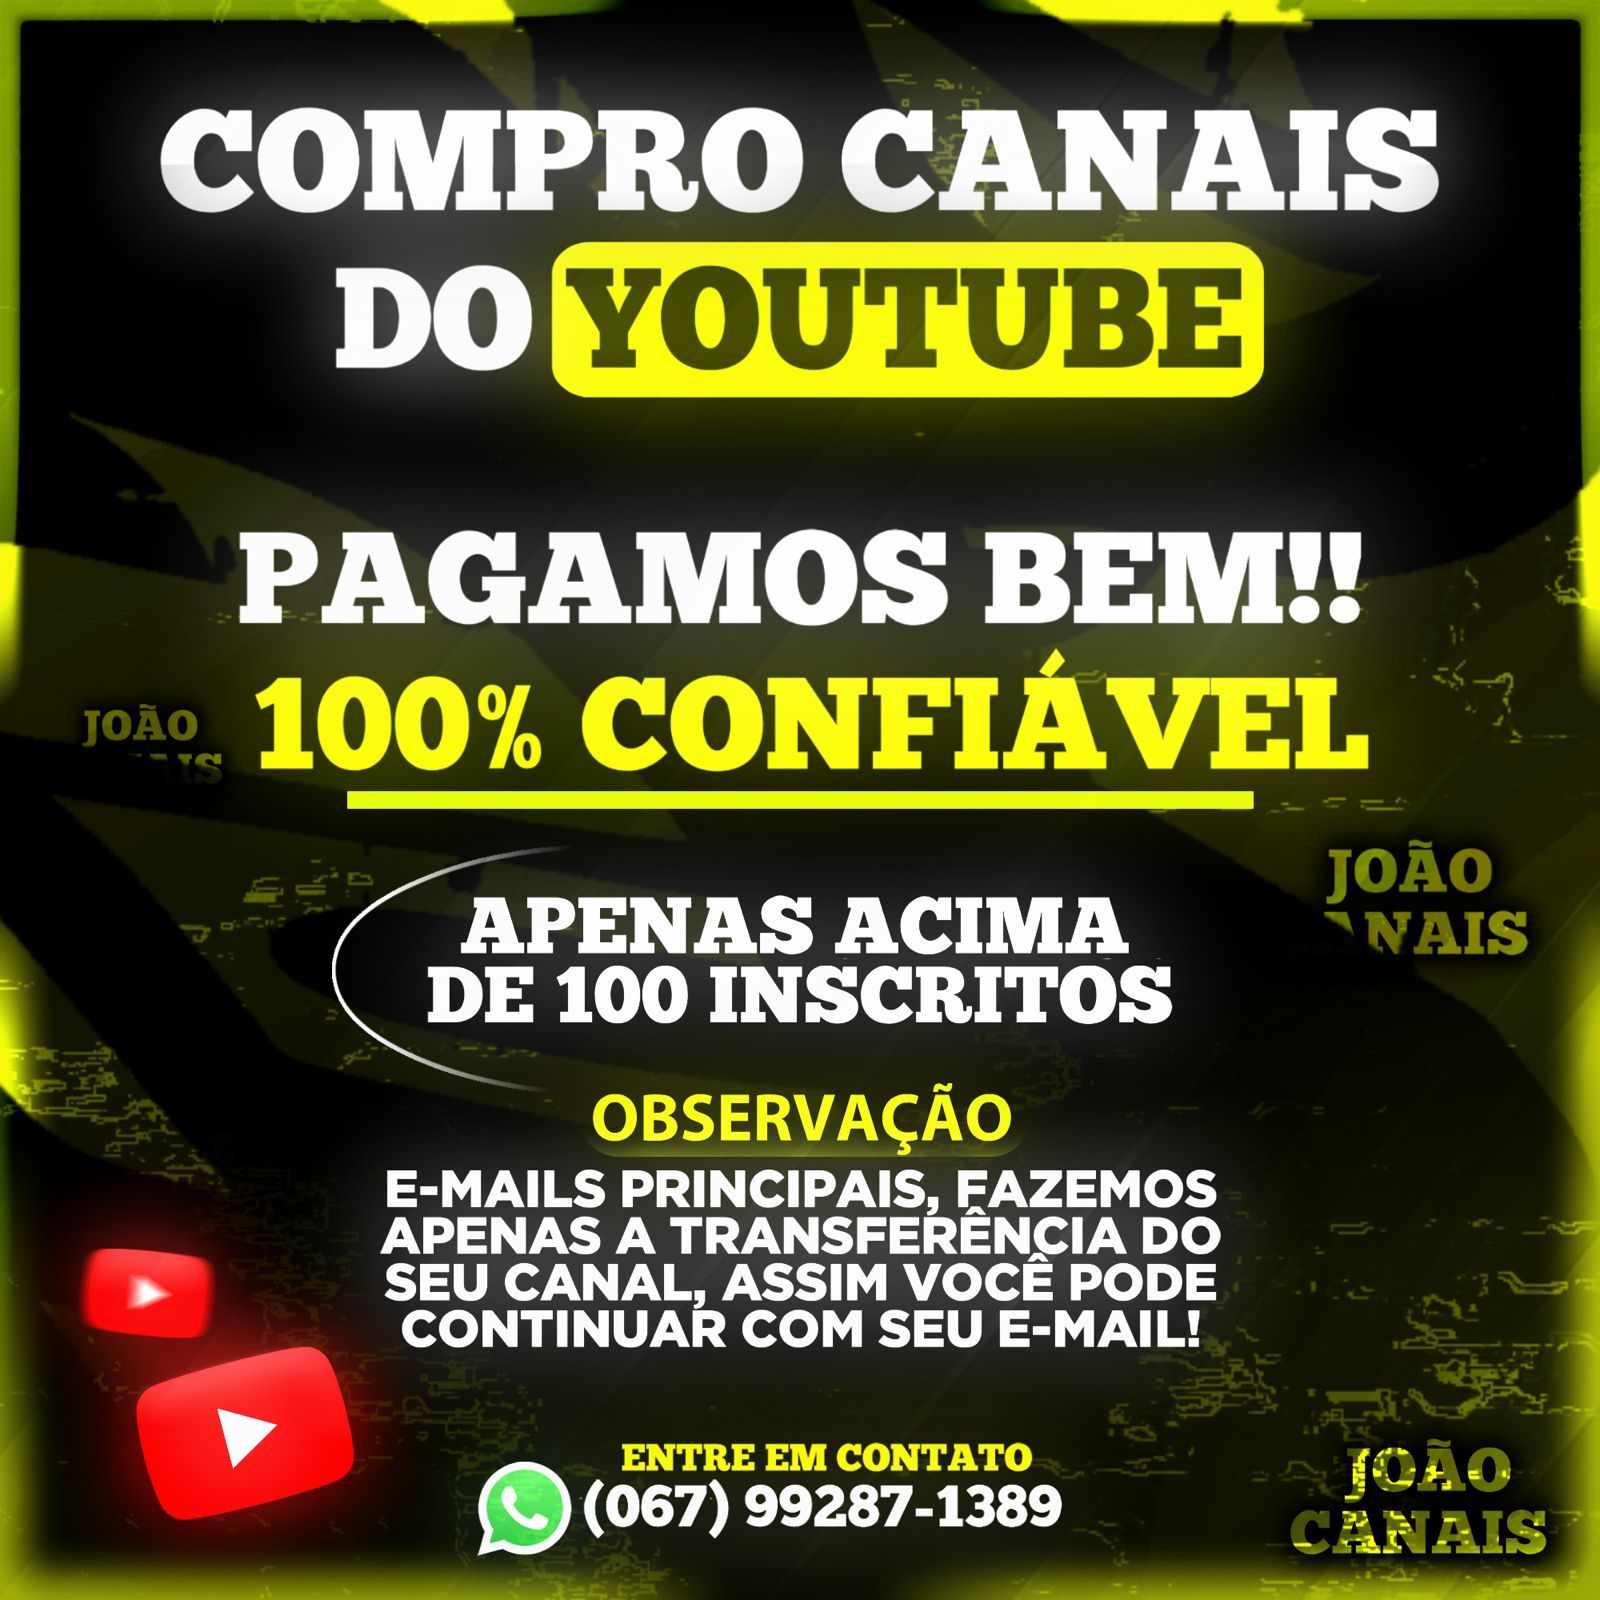 COMPRO CANAIS
DO YOUTUBE
PAGAMOS BEM!!
100% CONFIÁVEL
JOÃO
JOÃO
APENAS ACIMA
DE 100 INSCRITOS
OBSERVAÇÃO
E-MAILS PRINCIPAIS, FAZEMOS
APENAS A TRANSFERÊNCIA DO
SEU CANAL, ASSIM VOCÊ PODE
CONTINUAR COM SEU E-MAIL!
ENTRE EM CONTATO
(067) 99287-1389
JOÃO
CANAIS